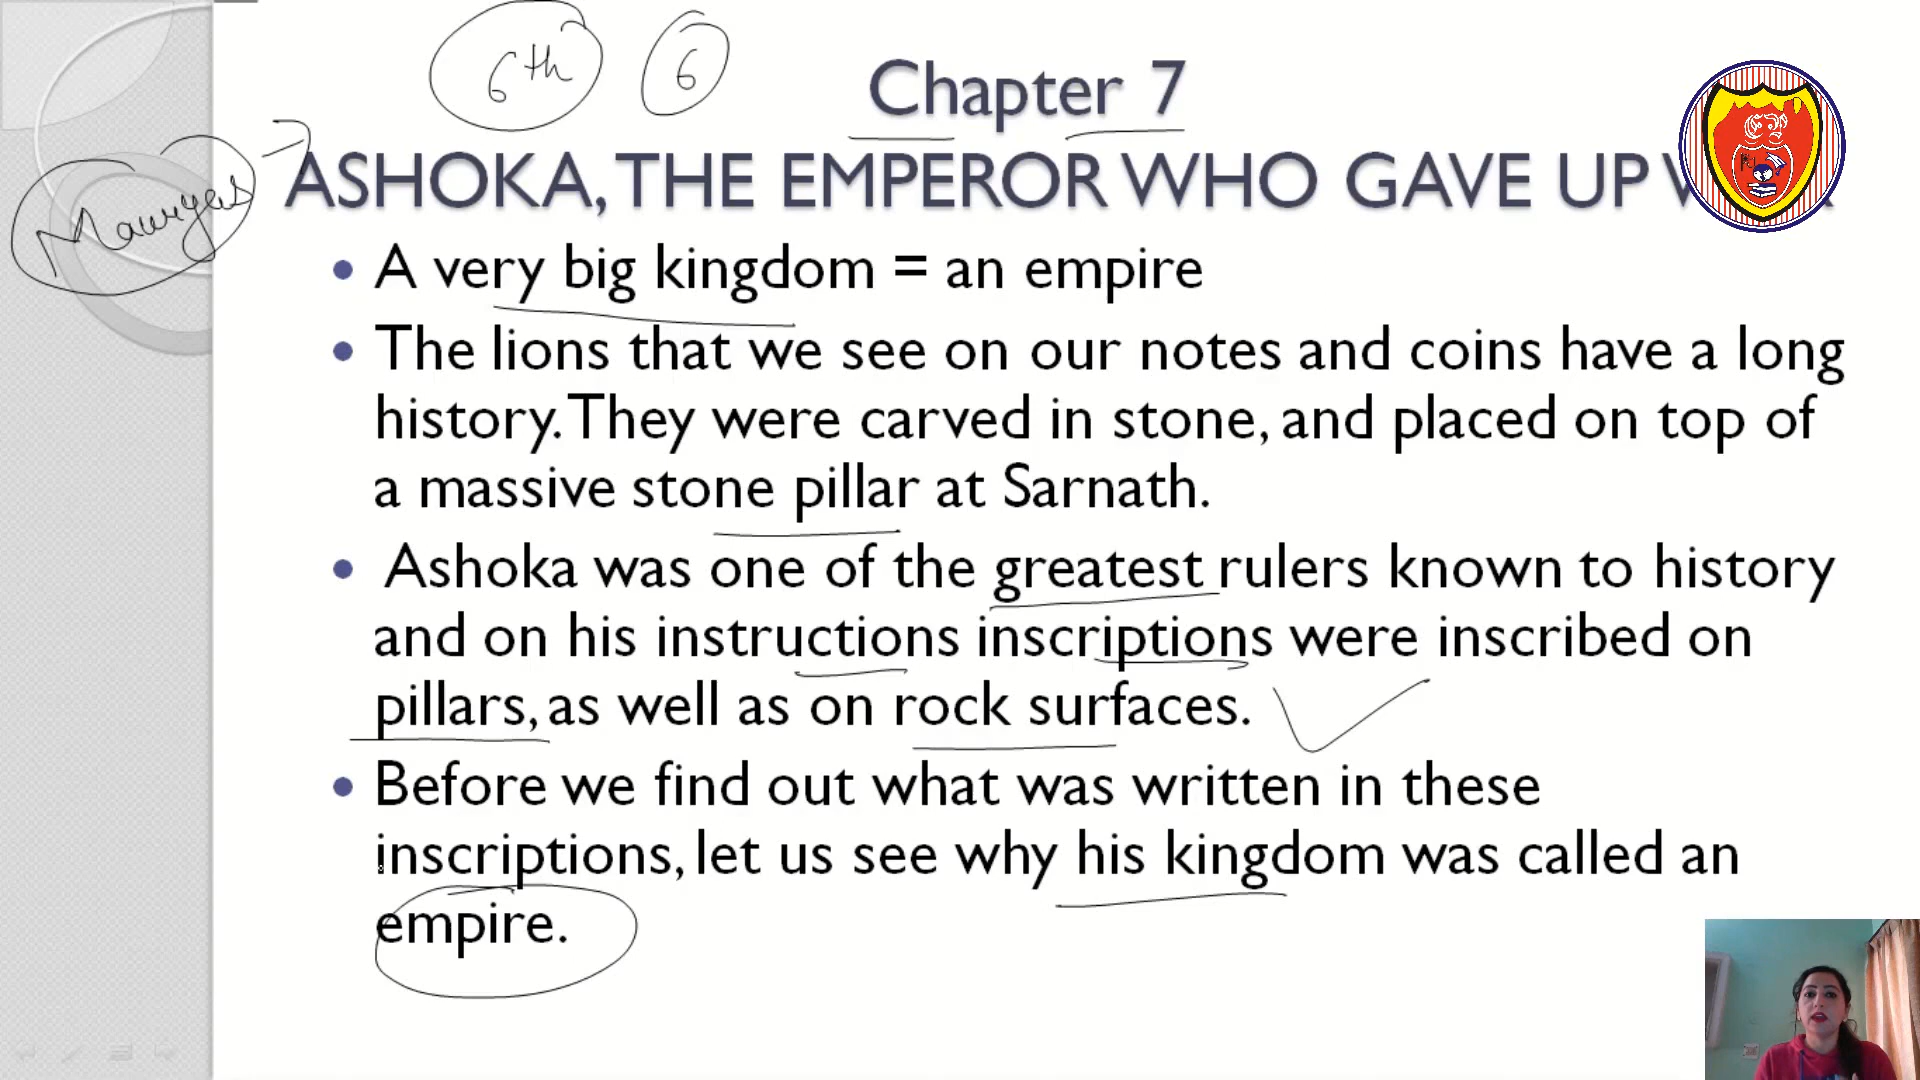 6th 6
Chapter 7
Mauryas
ASHOKA, THE EMPEROR WHO GAVE UP W
• A very big kingdom = an empire
• The lions that we see on our notes and coins have a long
history. They were carved in stone, and placed on top of
a massive stone pillar at Sarnath.
• Ashoka was one of the greatest rulers known to history
and on his instructions inscriptions were inscribed on
pillars, as well as on rock surfaces.
• Before we find out what was written in these
inscriptions, let us see why his kingdom was called an
empire.